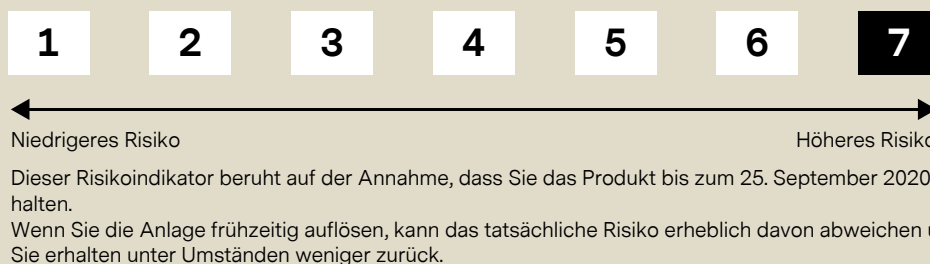 1 2 3 4 5 6 7
Niedrigeres Risiko Höheres Risiko
Dieser Risikoindikator beruht auf der Annahme, dass Sie das Produkt bis zum 25. September 2020
halten.
Wenn Sie die Anlage frühzeitig auflösen, kann das tatsächliche Risiko erheblich davon abweichen
Sie erhalten unter Umständen weniger zurück.